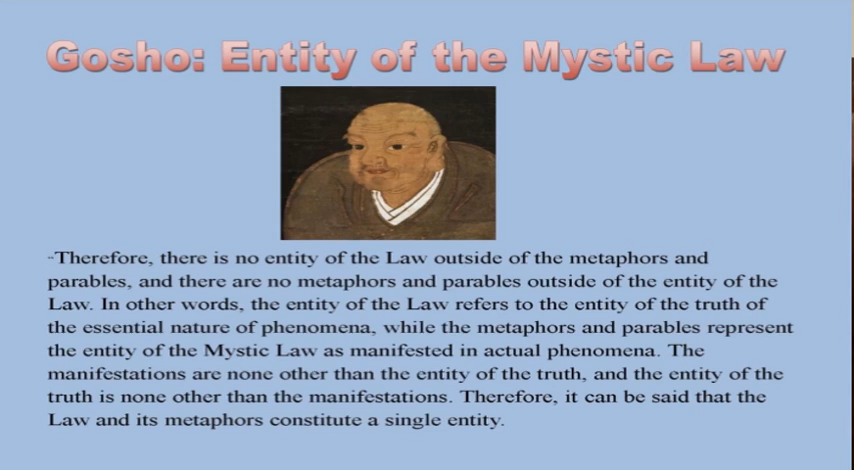 Gosho: Entity of the Mystic Law
"Therefore, there is no entity of the Law outside of the metaphors and
parables, and there are no metaphors and parables outside of the entity of the
Law. In other words, the entity of the Law refers to the entity of the truth of
the essential nature of phenomena, while the metaphors and parables represent
the entity of the Mystic Law as manifested in actual phenomena. The
manifestations are none other than the entity of the truth, and the entity of the
truth is none other than the manifestations. Therefore, it can be said that the
Law and its metaphors constitute a single entity.